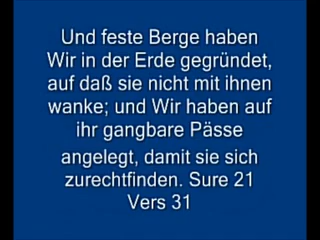 Und feste Berge haben
Wir in der Erde gegründet,
auf daß sie nicht mit ihnen
wanke; und Wir haben auf
ihr gangbare Pässe
angelegt, damit sie sich
zurechtfinden. Sure 21
Vers 31